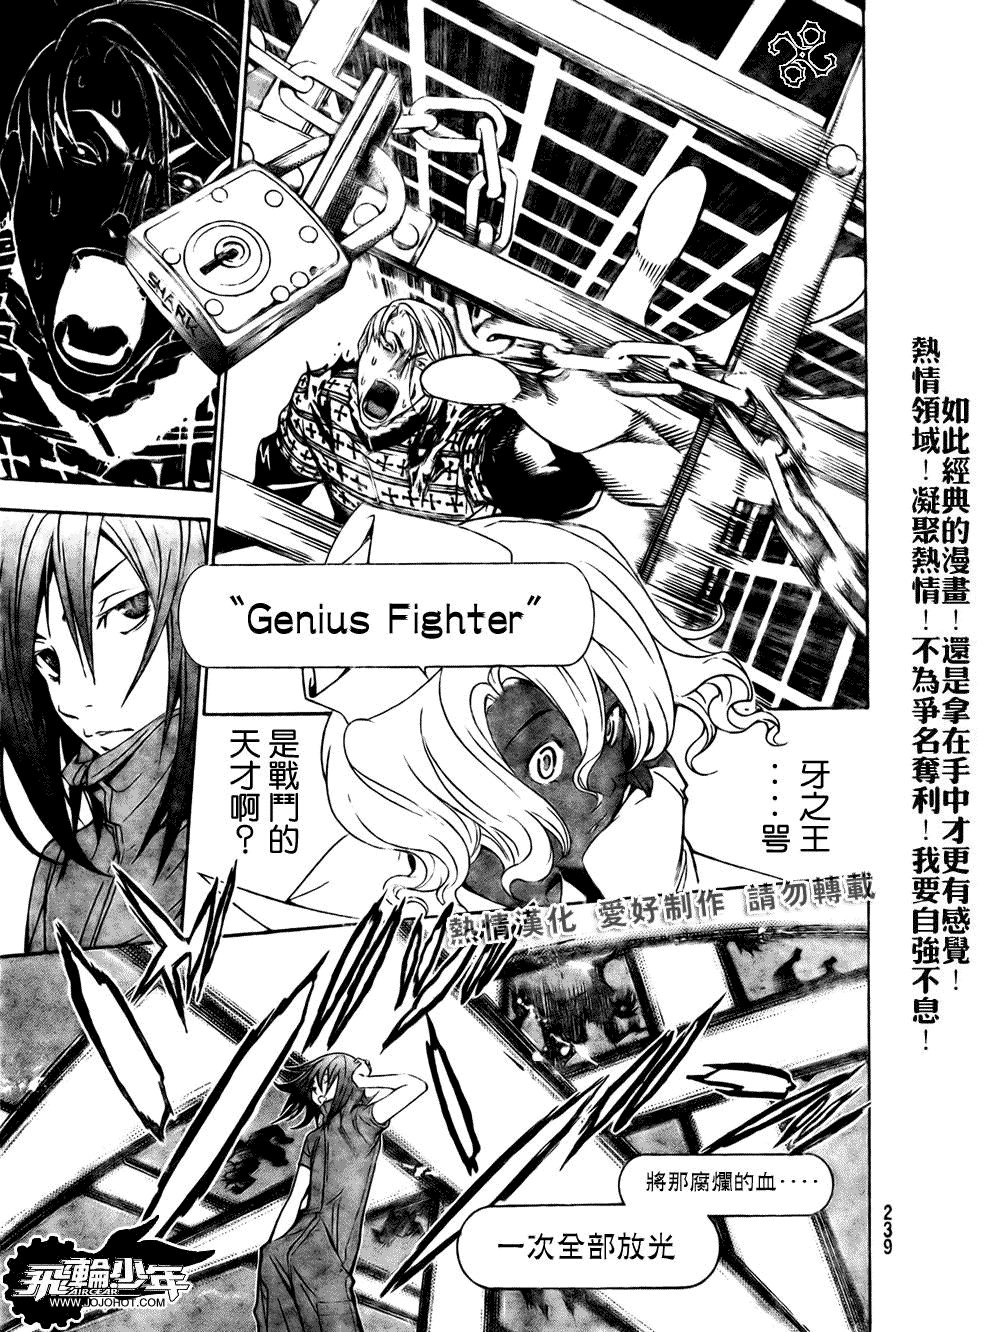 SHARK
"Genius Fighter"
牙之王
‥‥咢
是戰鬥的
天才啊？
熱情漢化 愛好制作 請勿轉載
將那腐爛的血‥‥
一次全部放光
如此經典的漫畫！還是拿在手中才更有感覺！
熱情領域！凝聚熱情！不為爭名奪利！我要自強不息！
239
飛輪少年
AIRGEAR
WWW.JOJOHOT.COM